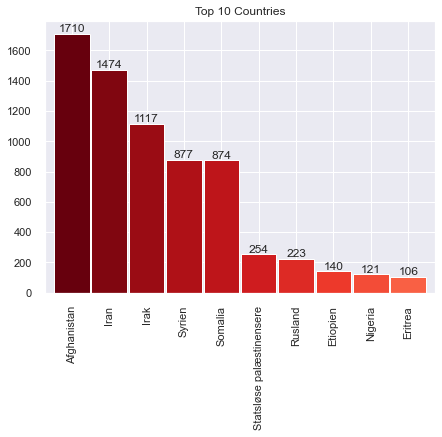 Top 10 Countries
1710
1474
1117
877
874
254
223
140
121
106
1600
1400
1200
1000
800
600
400
200
0
Afghanistan
Iran
Irak
Syrien
Somalia
Statsløse palæstinensere
Rusland
Etiopien
Nigeria
Eritrea